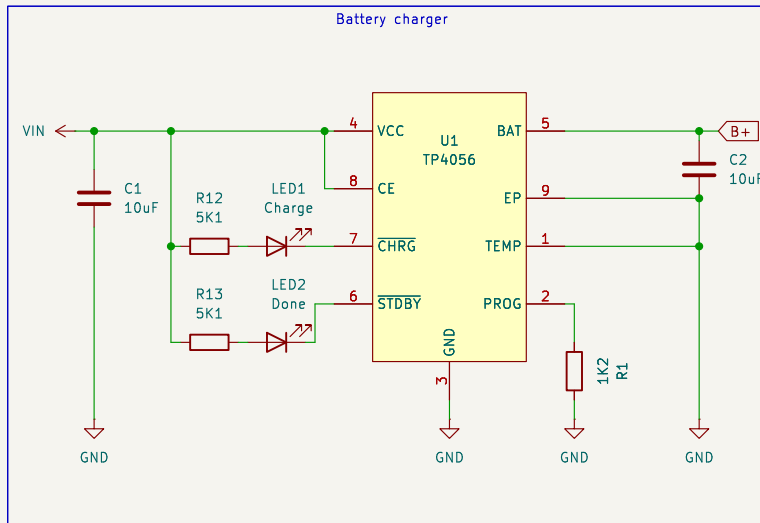 Battery charger
VIN
C1
10uF
R12
5K1
LED1
Charge
R13
5K1
LED2
Done
4
8
7
6
VCC
CE
CHRG
STDBY
U1
TP4056
BAT
EP
TEMP
PROG
GND
3
5
9
1
2
B+
C2
10uF
1K2
R1
GND
GND
GND
GND